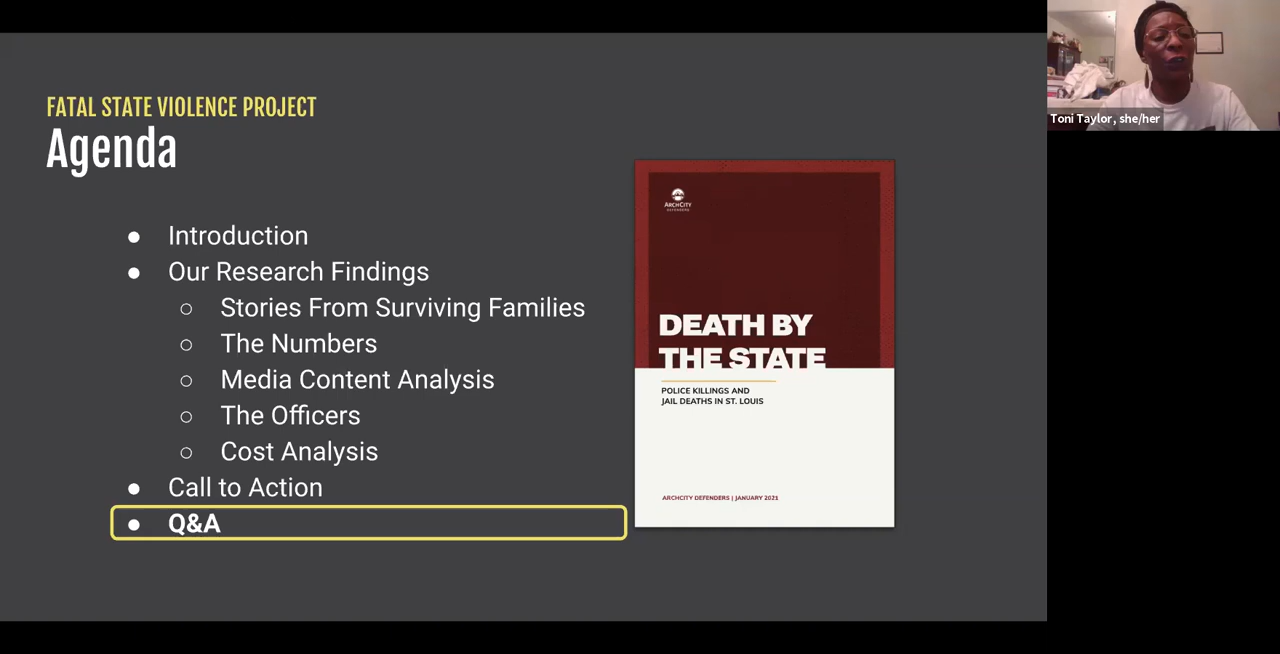 FATAL STATE VIOLENCE PROJECT
Agenda
● Introduction
● Our Research Findings
○ Stories From Surviving Families
○ The Numbers
○ Media Content Analysis
○ The Officers
○ Cost Analysis
● Call to Action
● Q&A
ARCHCITY
DEFENDERS
DEATH BY
THE STATE
POLICE KILLINGS AND
JAIL DEATHS IN ST. LOUIS
ARCHCITY DEFENDERS | JANUARY 2021
Toni Taylor, she/her